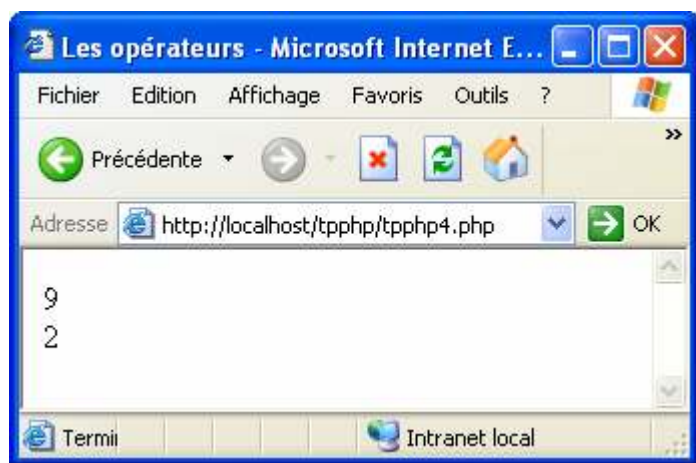 Les opérateurs - Microsoft Internet E...
Fichier Edition Affichage Favoris Outils ?
Précédente »
Adresse http://localhost/tpphp/tpphp4.php OK
9
2
Termi Intranet local